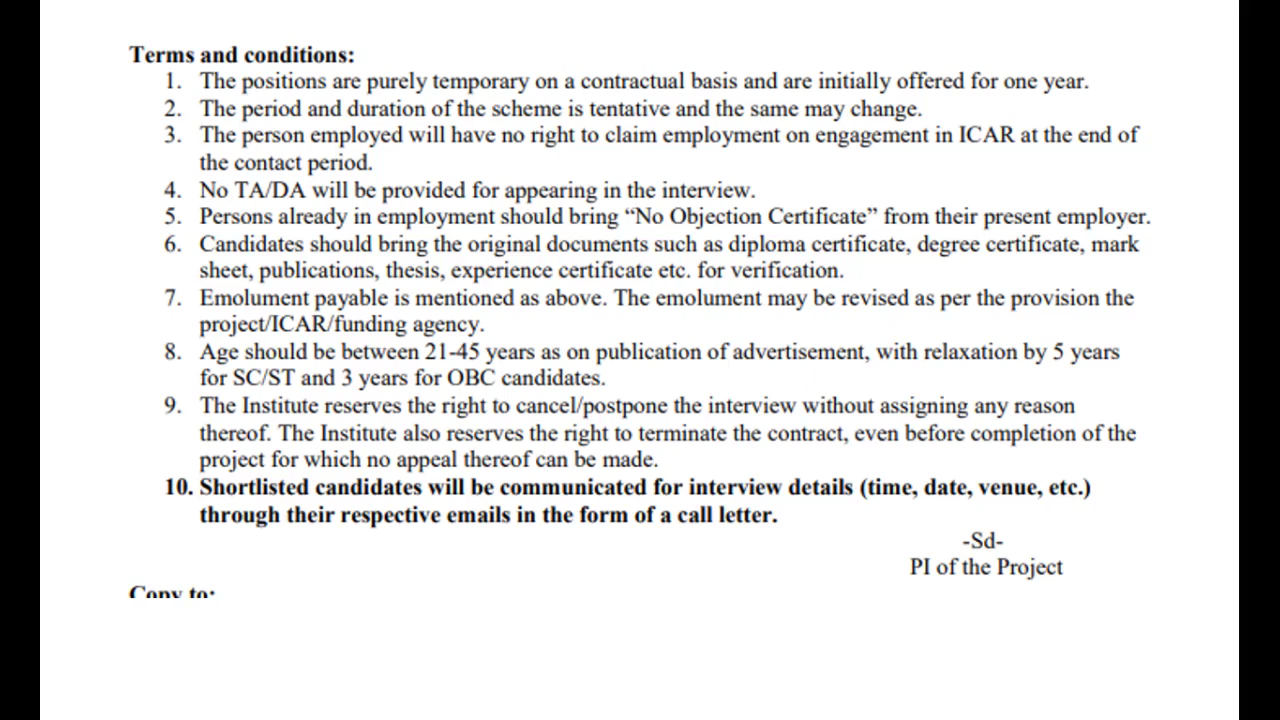 Terms and conditions:
1. The positions are purely temporary on a contractual basis and are initially offered for one year.
2. The period and duration of the scheme is tentative and the same may change.
3. The person employed will have no right to claim employment on engagement in ICAR at the end of
the contact period.
4. No TA/DA will be provided for appearing in the interview.
5. Persons already in employment should bring “No Objection Certificate” from their present employer.
6. Candidates should bring the original documents such as diploma certificate, degree certificate, mark
sheet, publications, thesis, experience certificate etc. for verification.
7. Emolument payable is mentioned as above. The emolument may be revised as per the provision the
project/ICAR/funding agency.
8. Age should be between 21-45 years as on publication of advertisement, with relaxation by 5 years
for SC/ST and 3 years for OBC candidates.
9. The Institute reserves the right to cancel/postpone the interview without assigning any reason
thereof. The Institute also reserves the right to terminate the contract, even before completion of the
project for which no appeal thereof can be made.
10. Shortlisted candidates will be communicated for interview details (time, date, venue, etc.)
through their respective emails in the form of a call letter.
-Sd-
PI of the Project
Copy to: